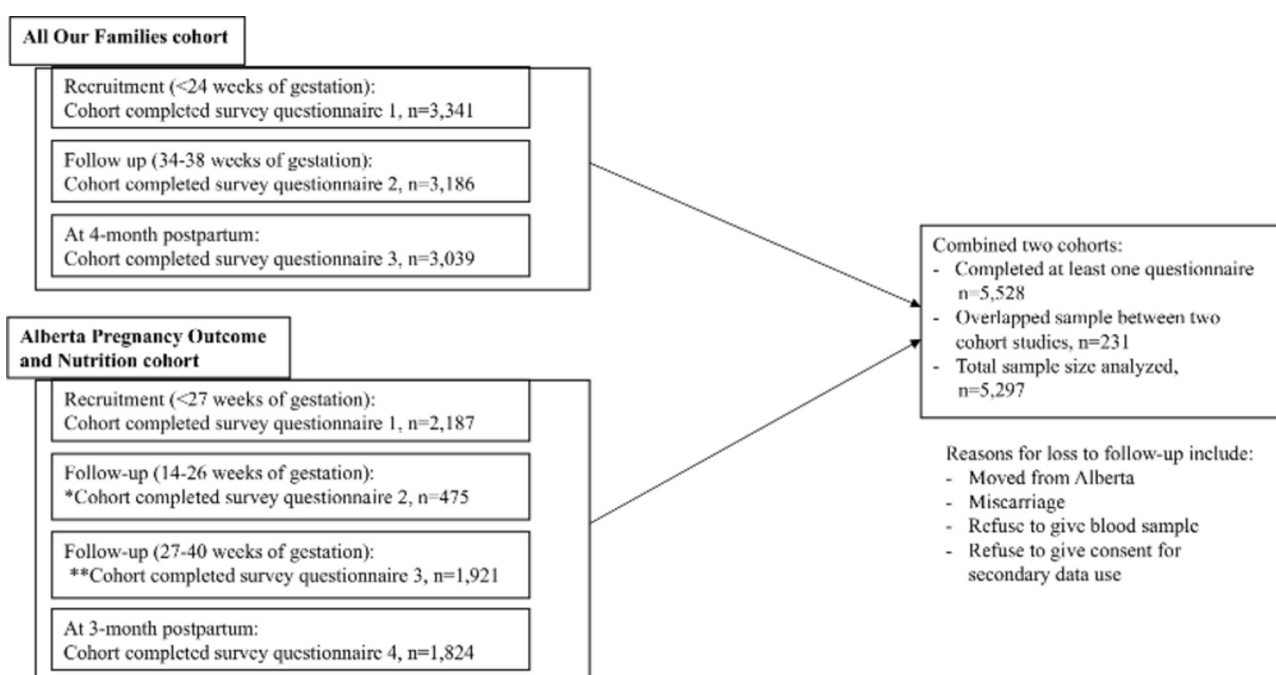 All Our Families cohort
Recruitment (<24 weeks of gestation):
Cohort completed survey questionnaire 1, n=3,341
Follow up (34-38 weeks of gestation):
Cohort completed survey questionnaire 2, n=3,186
At 4-month postpartum:
Cohort completed survey questionnaire 3, n=3,039
Alberta Pregnancy Outcome
and Nutrition cohort
Recruitment (<27 weeks of gestation):
Cohort completed survey questionnaire 1, n=2,187
Follow-up (14-26 weeks of gestation):
*Cohort completed survey questionnaire 2, n=475
Follow-up (27-40 weeks of gestation):
**Cohort completed survey questionnaire 3, n=1,921
At 3-month postpartum:
Cohort completed survey questionnaire 4, n=1,824
Combined two cohorts:
- Completed at least one questionnaire
n=5,528
- Overlapped sample between two
cohort studies, n=231
- Total sample size analyzed,
n=5,297
Reasons for loss to follow-up include:
- Moved from Alberta
- Miscarriage
- Refuse to give blood sample
- Refuse to give consent for
secondary data use